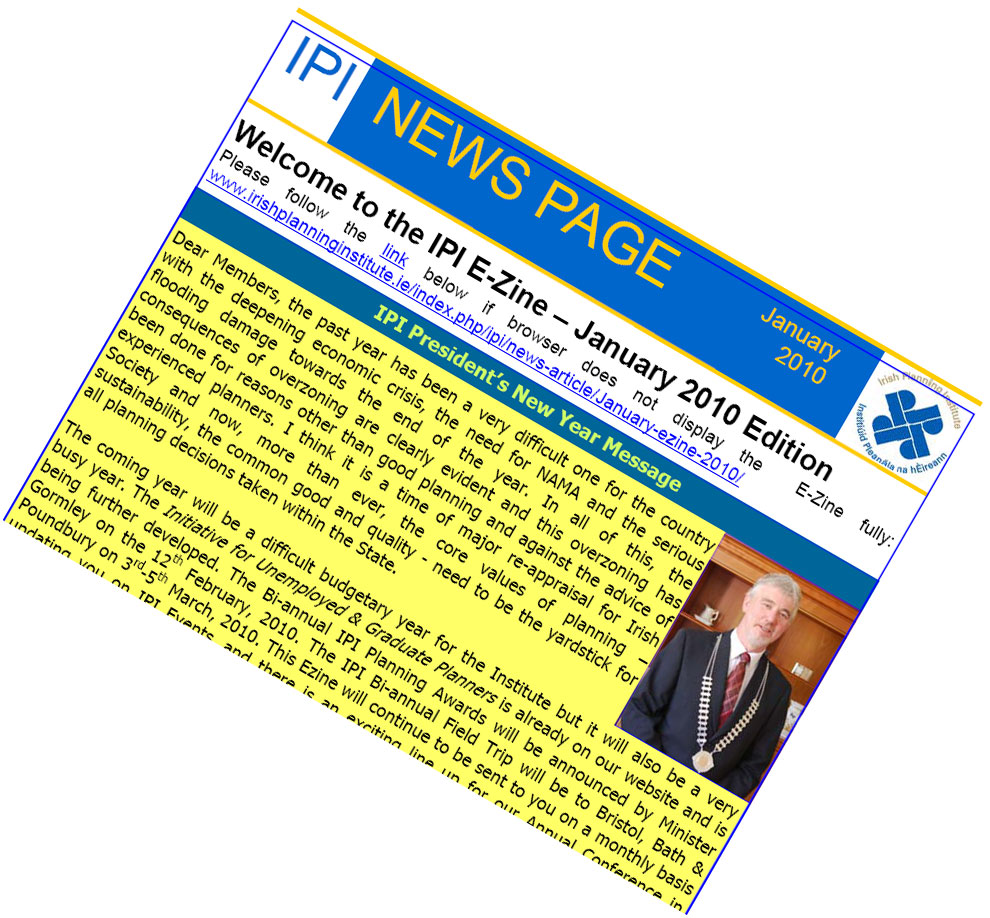 IPI NEWS PAGE
January
2010
Irish Planning Institute
Institiúid Pleanála na hÉireann
Welcome to the IPI E-Zine – January 2010 Edition
Please follow the link below if browser does not display the E-Zine fully:
www.irishplanninginstitute.ie/index.php/ipi/news-article/January-ezine-2010/
IPI President's New Year Message
Dear Members, the past year has been a very difficult one for the country
with the deepening economic crisis, the need for NAMA and the serious
flooding damage towards the end of the year. In all of this, the
consequences of overzoning are clearly evident and this overzoning has
been done for reasons other than good planning and against the advice of
experienced planners. I think it is a time of major re-appraisal for Irish
Society and now, more than ever, the core values of planning –
sustainability, the common good and quality - need to be the yardstick for
all planning decisions taken within the State.
The coming year will be a difficult budgetary year for the Institute but it will also be a very
busy year. The Initiative for Unemployed & Graduate Planners is already on our website and is
being further developed. The Bi-annual IPI Planning Awards will be announced by Minister
Gormley on the 12th February, 2010. The IPI Bi-annual Field Trip will be to Bristol, Bath &
Poundbury on 3rd-5th March, 2010. This Ezine will continue to be sent to you on a monthly basis
updating you on IPI Events and there is an exciting line up for our Annual Conference in